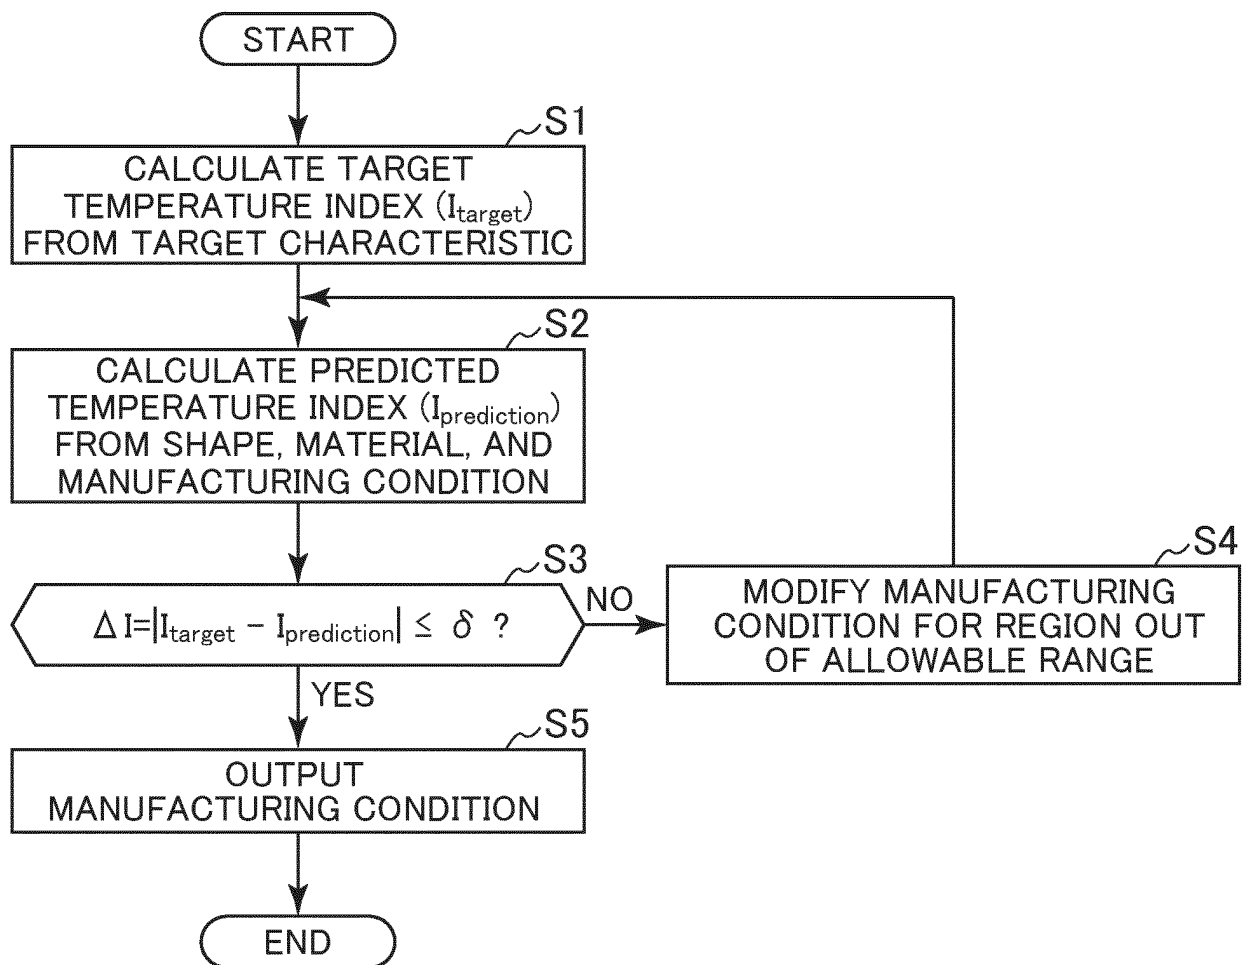 START
S1
CALCULATE TARGET
TEMPERATURE INDEX (Itarget)
FROM TARGET CHARACTERISTIC
S2
CALCULATE PREDICTED
TEMPERATURE INDEX (Iprediction)
FROM SHAPE, MATERIAL, AND
MANUFACTURING CONDITION
S3
Δ I=|Itarget − Iprediction| ≤ δ ?
NO
S4
MODIFY MANUFACTURING
CONDITION FOR REGION OUT
OF ALLOWABLE RANGE
YES
S5
OUTPUT
MANUFACTURING CONDITION
END